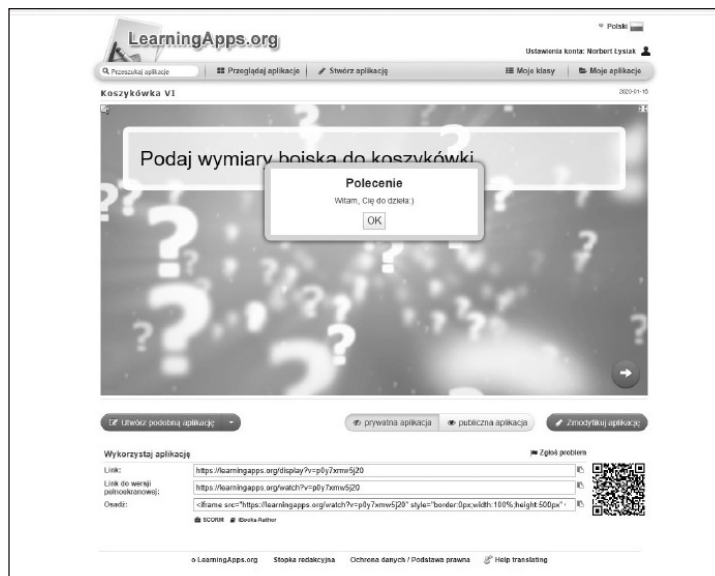 LearningApps.org
Polski
Ustawienia konta: Norbert Łysiak
Przeszukaj aplikacje
Przeglądaj aplikacje
Stwórz aplikację
Moje klasy
Moje aplikacje
Koszykówka VI
2020-01-15
Podaj wymiary boiska do koszykówki
Polecenie
Witam, Cię do dzieła:)
OK
Utwórz podobną aplikację
prywatna aplikacja
publiczna aplikacja
Zmodyfikuj aplikację
Wykorzystaj aplikację
Zgłoś problem
Link:
https://learningapps.org/display?v=p0y7xmw5j20
Link do wersji
pełnoekranowej:
https://learningapps.org/watch?v=p0y7xmw5j20
Osadź:
<iframe src="https://learningapps.org/watch?v=p0y7xmw5j20" style="border:0px;width:100%;height:500px"
SCORM
iBooks Author
o LearningApps.org
Stopka redakcyjna
Ochrona danych / Podstawa prawna
Help translating